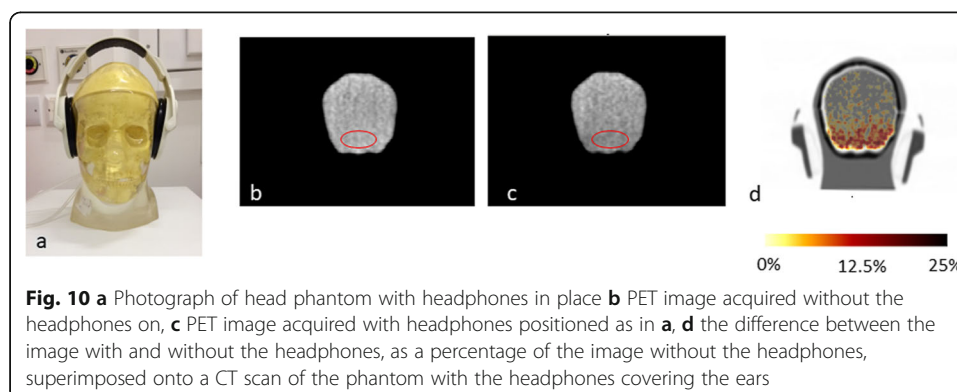 a
b
c
d
0%
12.5%
25%
Fig. 10 a Photograph of head phantom with headphones in place b PET image acquired without the
headphones on, c PET image acquired with headphones positioned as in a, d the difference between the
image with and without the headphones, as a percentage of the image without the headphones,
superimposed onto a CT scan of the phantom with the headphones covering the ears